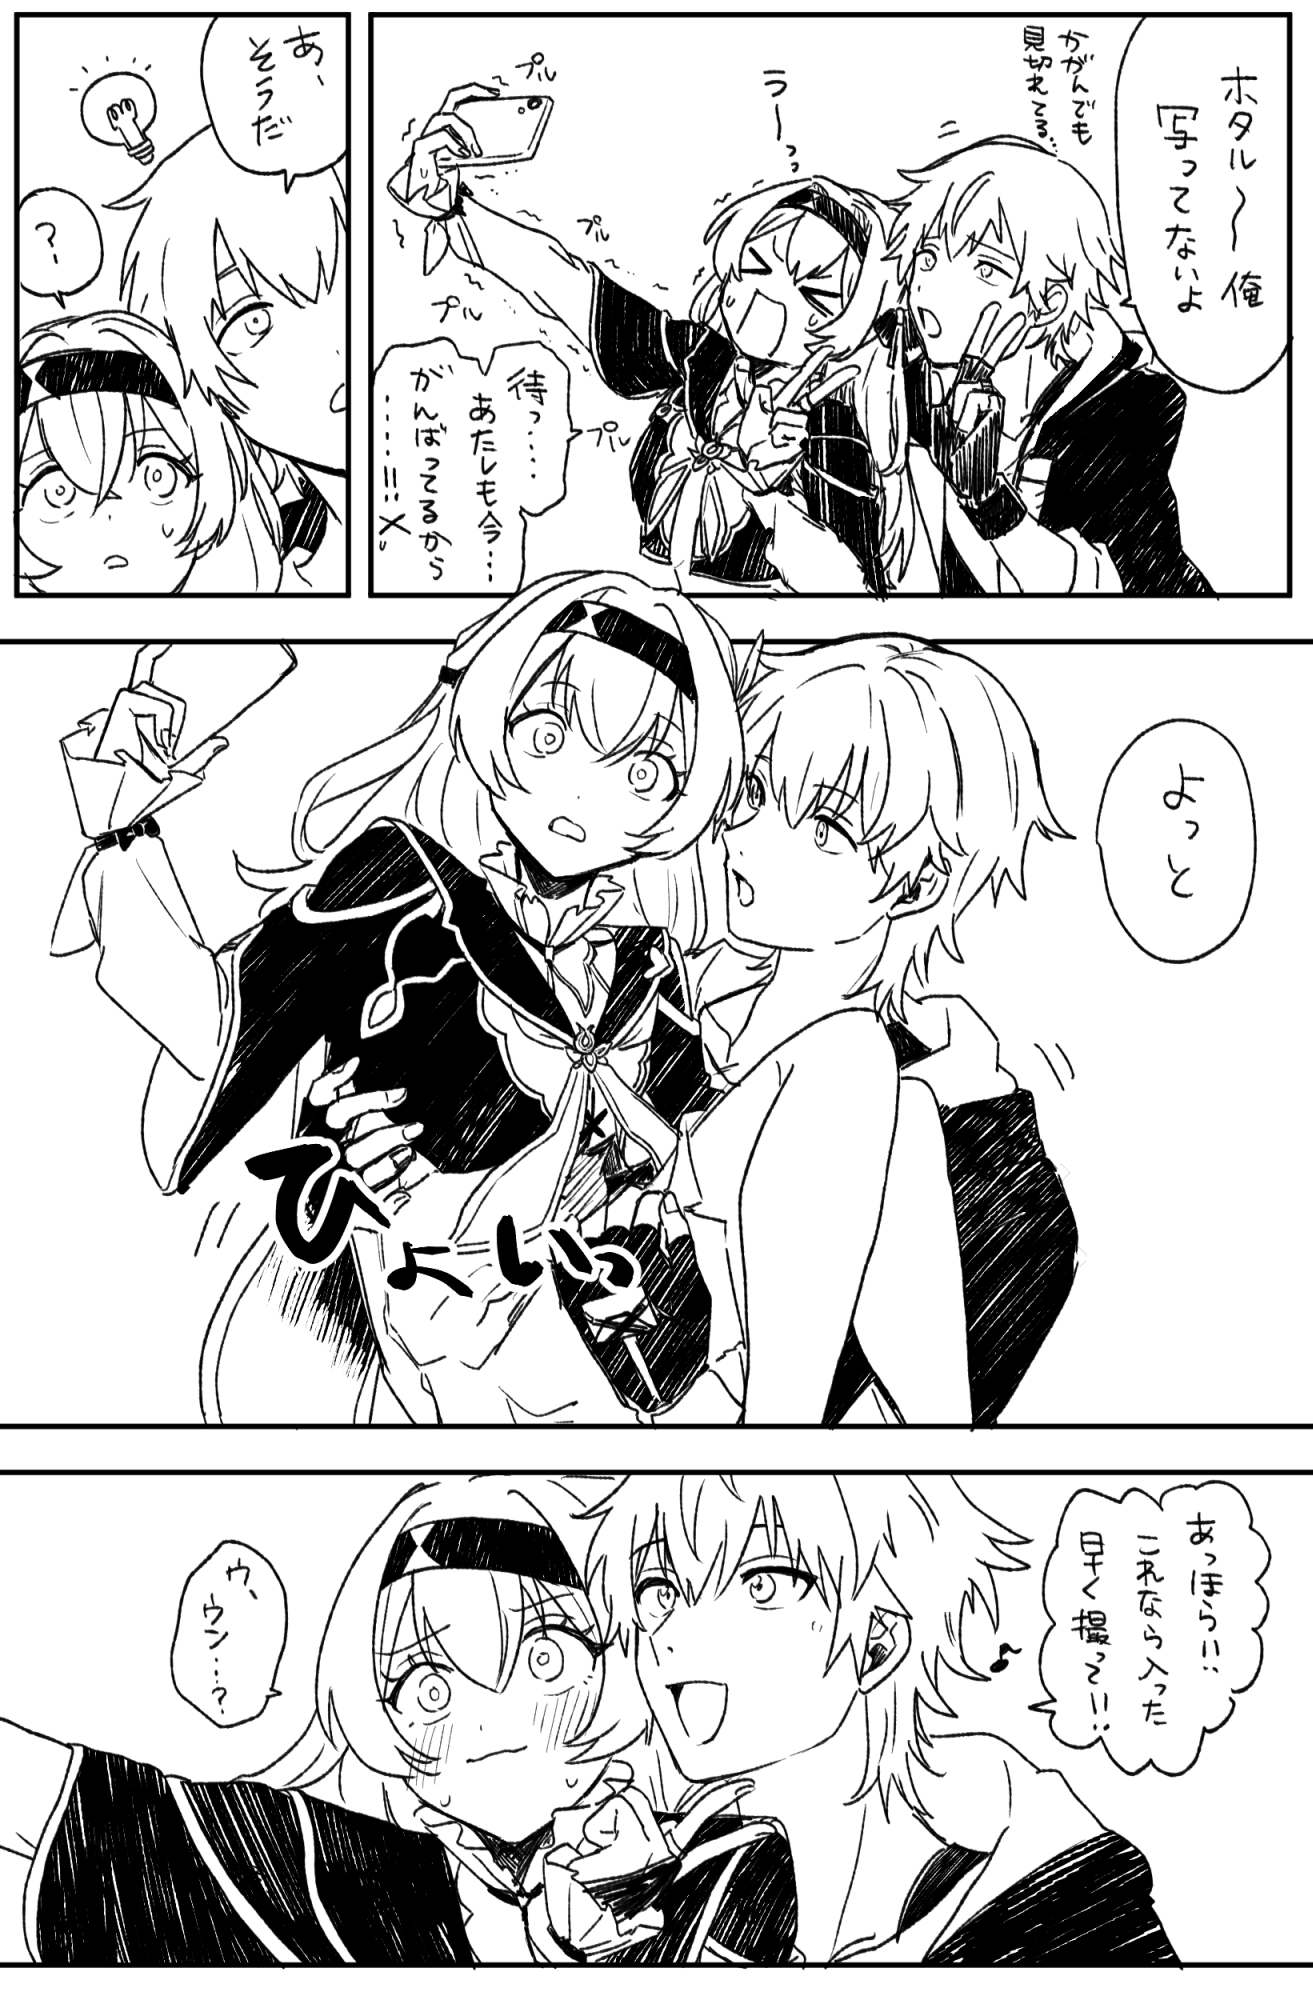 ホタル〜俺
写ってないよ
かがんでも
見切れてる…
うーっっ
プル
プル
プル
プル
待っ‥‥
あたしも今‥‥
がんばってるから
‥‥‥!!
あ、
そうだ
?
よっと
ひょいっ
あっほら!!
これなら入った
早く撮って!!
♪
ウ、
ウン‥‥?